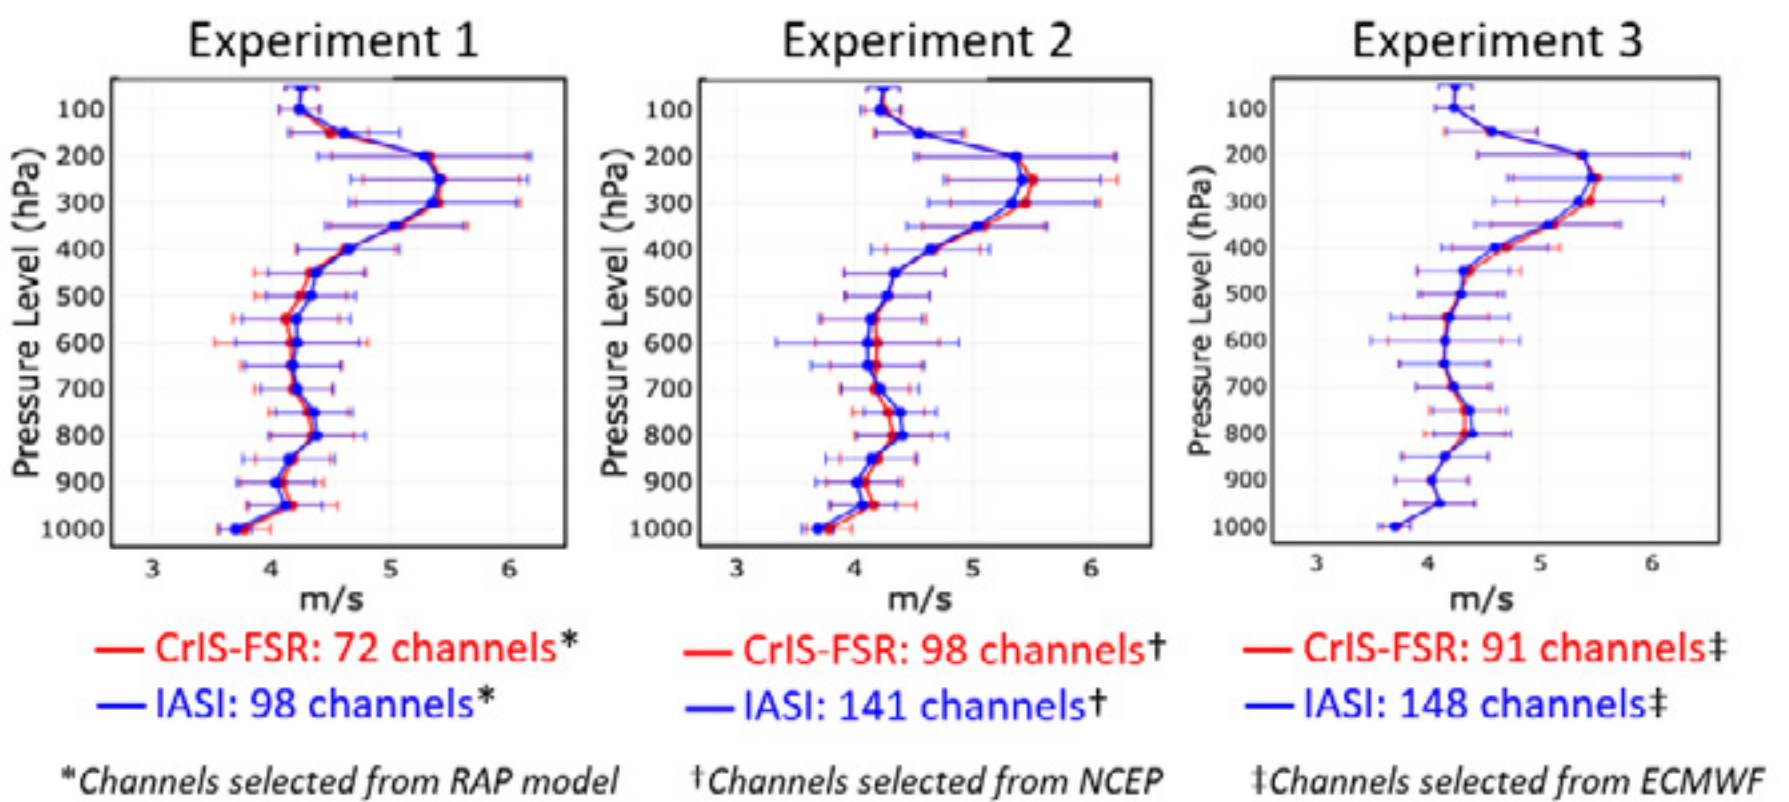 Experiment 1
Pressure Level (hPa)
100
200
300
400
500
600
700
800
900
1000
3 4 5 6
m/s
CrIS-FSR: 72 channels*
IASI: 98 channels*
*Channels selected from RAP model
Experiment 2
Pressure Level (hPa)
100
200
300
400
500
600
700
800
900
1000
3 4 5 6
m/s
CrIS-FSR: 98 channels†
IASI: 141 channels†
†Channels selected from NCEP
Experiment 3
Pressure Level (hPa)
100
200
300
400
500
600
700
800
900
1000
3 4 5 6
m/s
CrIS-FSR: 91 channels‡
IASI: 148 channels‡
‡Channels selected from ECMWF